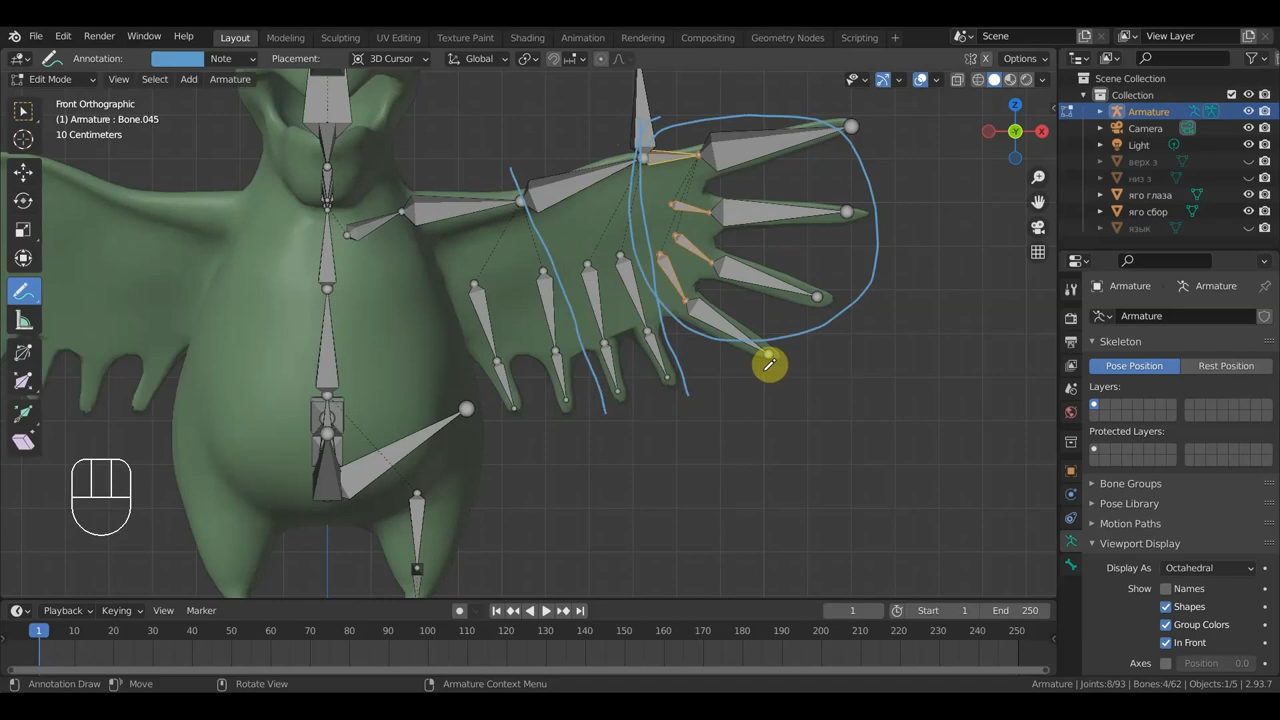 File Edit Render Window Help Layout Modeling Sculpting UV Editing Texture Paint Shading Animation Rendering Compositing Geometry Nodes Scripting + Scene View Layer
Annotation: Note Placement: 3D Cursor Global Options
Edit Mode View Select Add Armature
Front Orthographic
(1) Armature : Bone.045
10 Centimeters
Z
Y
X
Scene Collection
Collection
Armature
Camera
Light
верх з
низ з
яго глаза
яго сбор
язык
Armature Armature
Armature
Skeleton
Pose Position Rest Position
Layers:
Protected Layers:
Bone Groups
Pose Library
Motion Paths
Viewport Display
Display As Octahedral
Show Names
Shapes
Group Colors
In Front
Axes Position 0.0
Playback Keying View Marker 1 Start 1 End 250
1 10 20 30 40 50 60 70 80 90 100 110 120 130 140 150 160 170 180 190 200 210 220 230 240 250
Annotation Draw Move Rotate View Armature Context Menu Armature | Joints:8/93 | Bones:4/62 | Objects:1/5 | 2.93.7